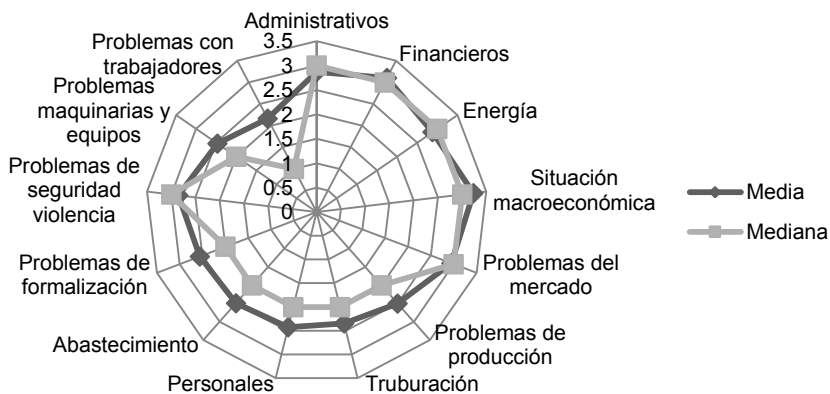 Administrativos
Financieros
Energía
Situación
macroeconómica
Problemas del
mercado
Problemas de
producción
Truburación
Personales
Abastecimiento
Problemas de
formalización
Problemas de
seguridad
violencia
Problemas
maquinarias y
equipos
Problemas con
trabajadores
3.5
3
2.5
2
1.5
1
0.5
0
Media
Mediana